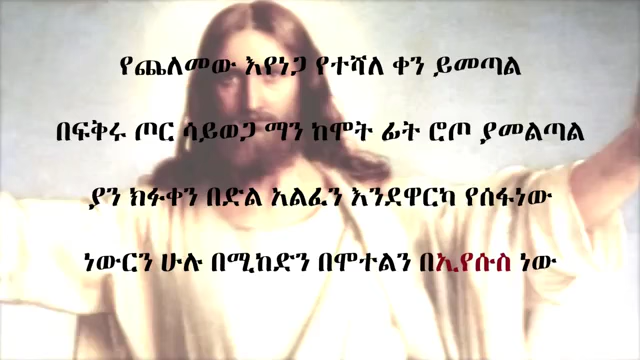 የጨለመው እየነጋ የተሻለ ቀን ይመጣል
በፍቅሩ ጦር ሳይወጋ ማን ከሞት ፊት ሮጦ ያመልጣል
ያን ክፉቀን በድል አልፈን እንደዋርካ የሰፋነው
ነውርን ሁሉ በሚከድን በሞተልን በኢየሱስ ነው